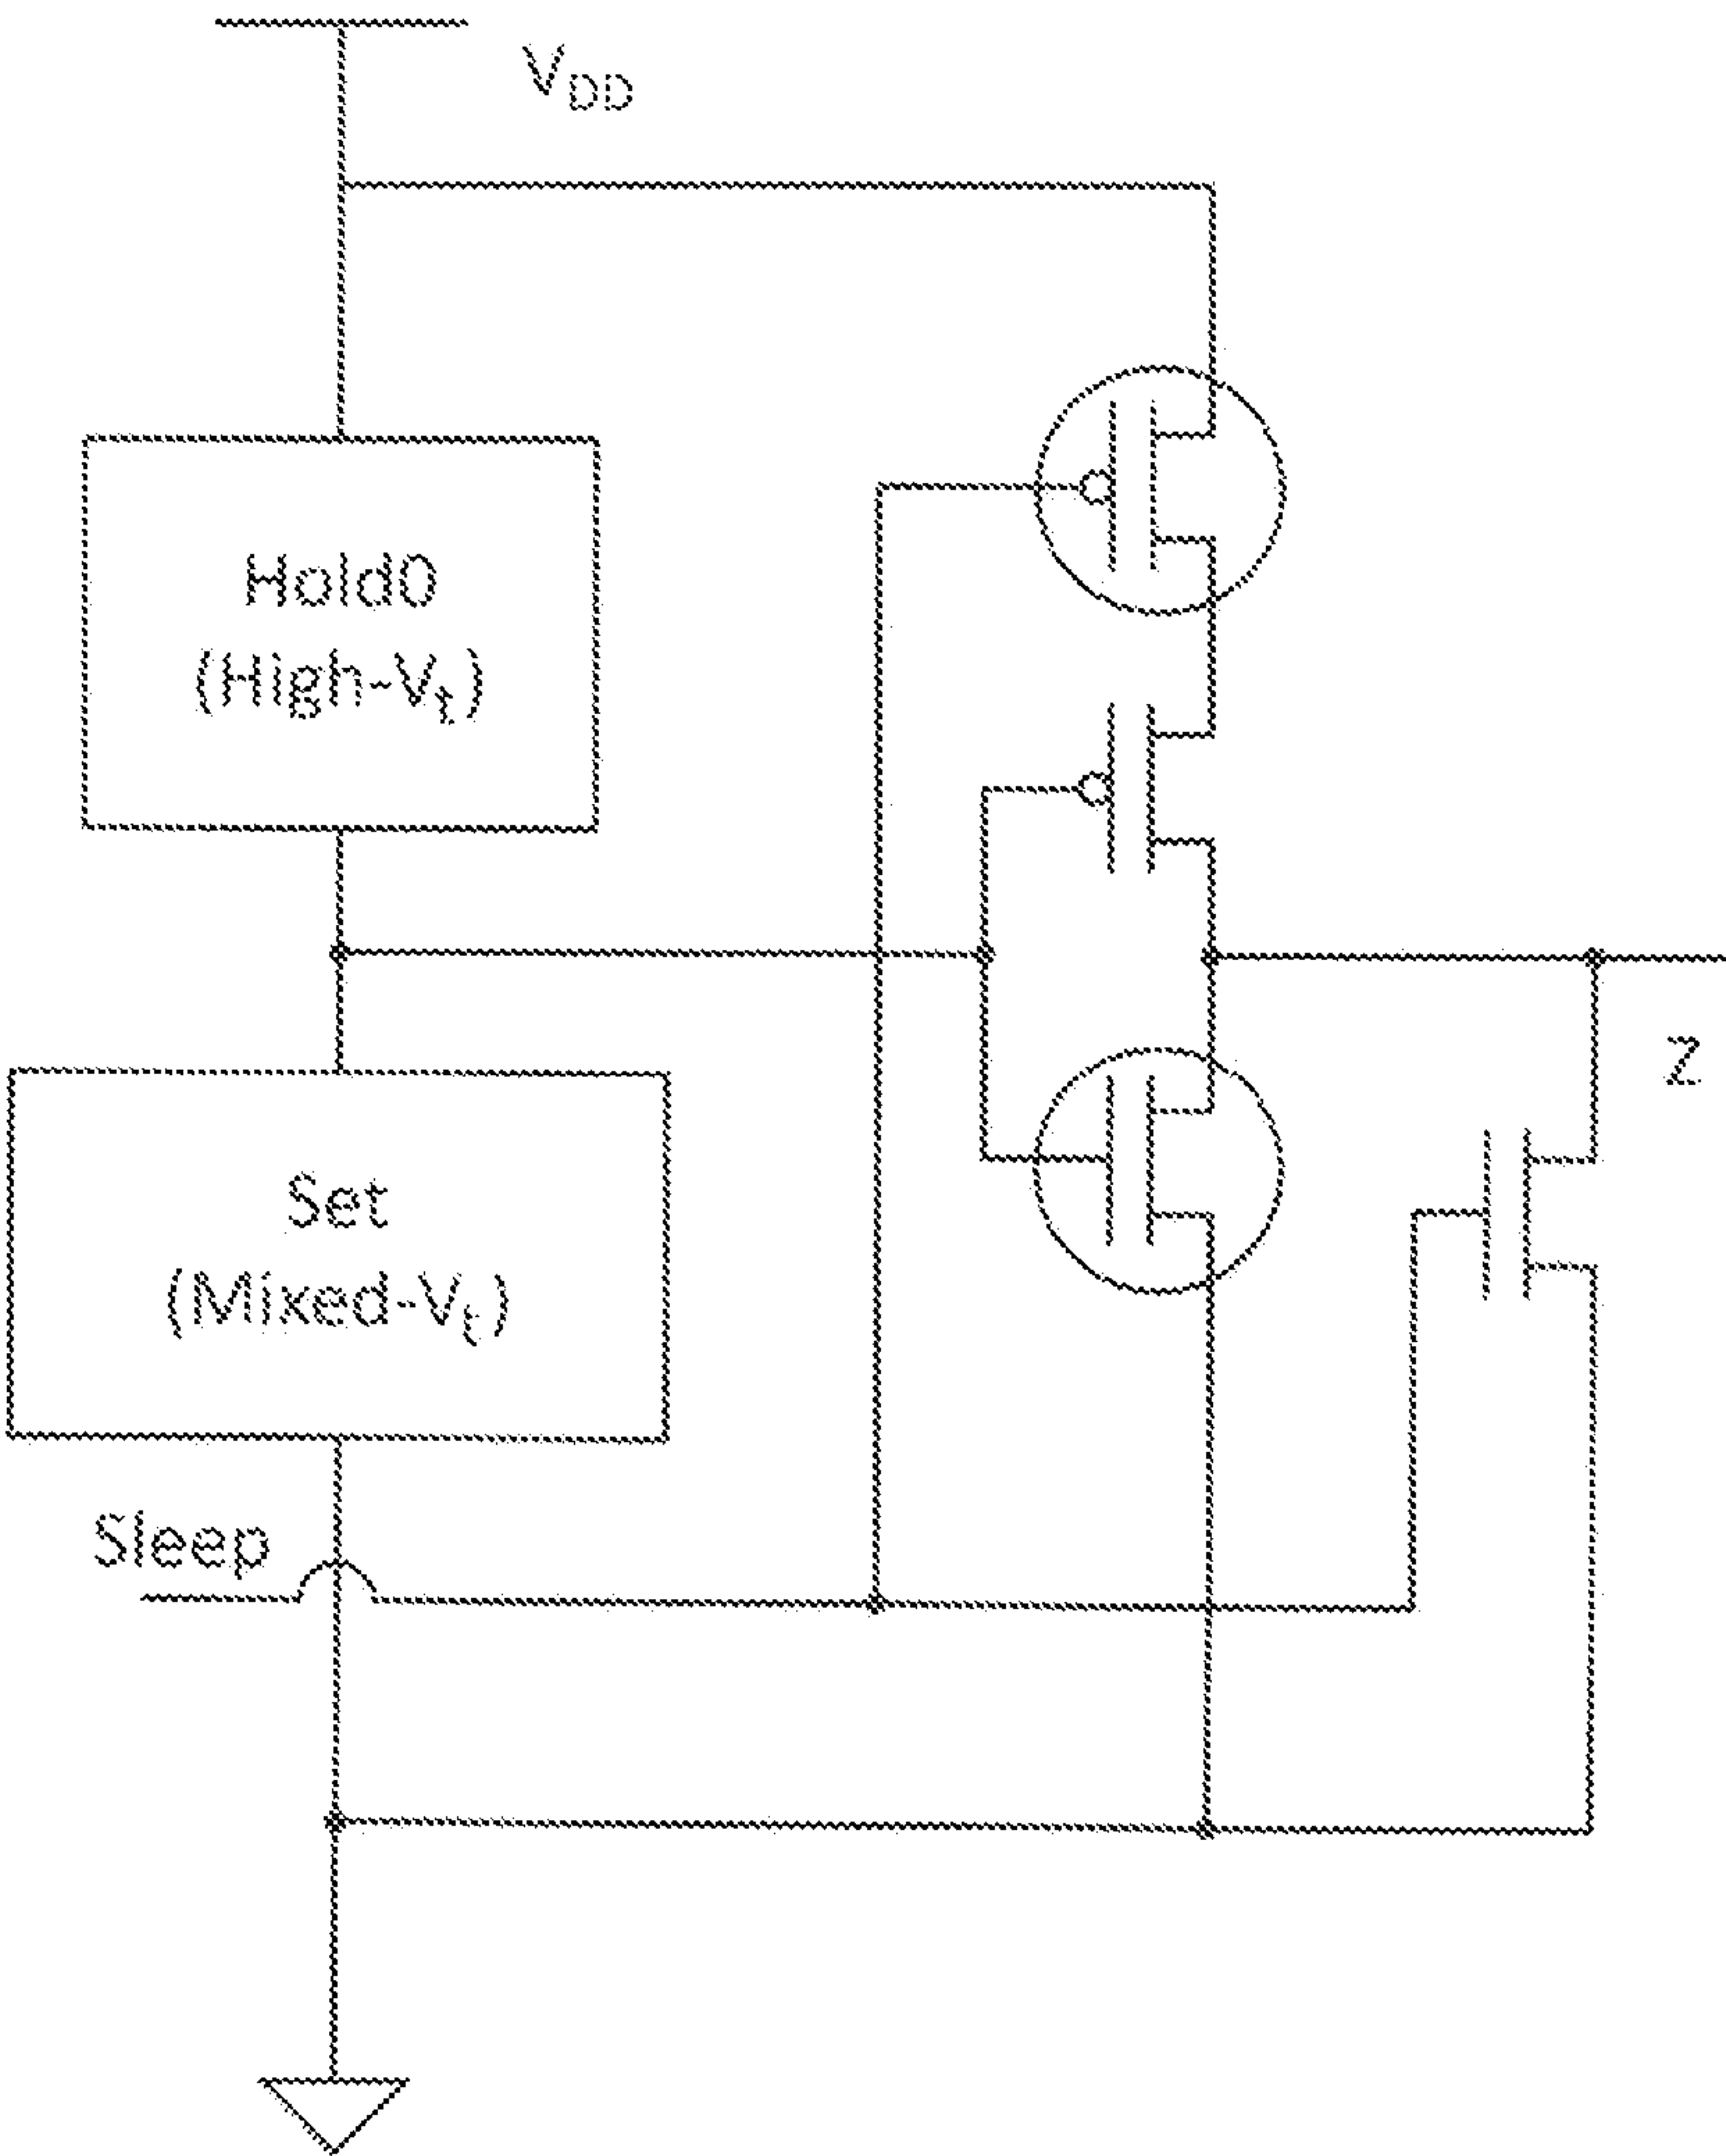 V_DD
Hold0
(High-V_t)
Set
(Mixed-V_t)
Z
Sleep